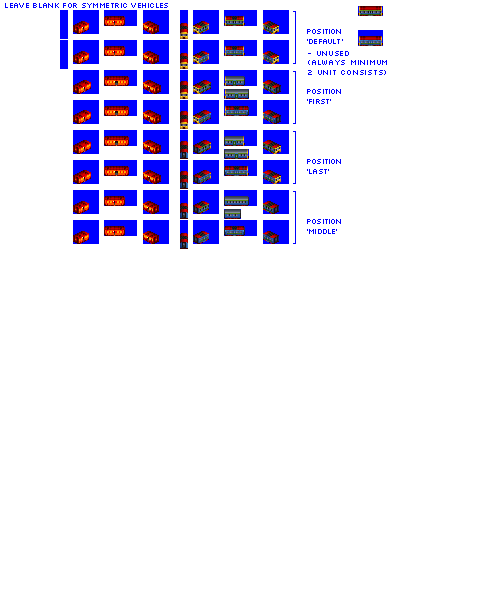 LEAVE BLANK FOR SYMMETRIC VEHICLES
POSITION
'DEFAULT'
- UNUSED
(ALWAYS MINIMUM
2 UNIT CONSISTS)
POSITION
'FIRST'
POSITION
'LAST'
POSITION
'MIDDLE'